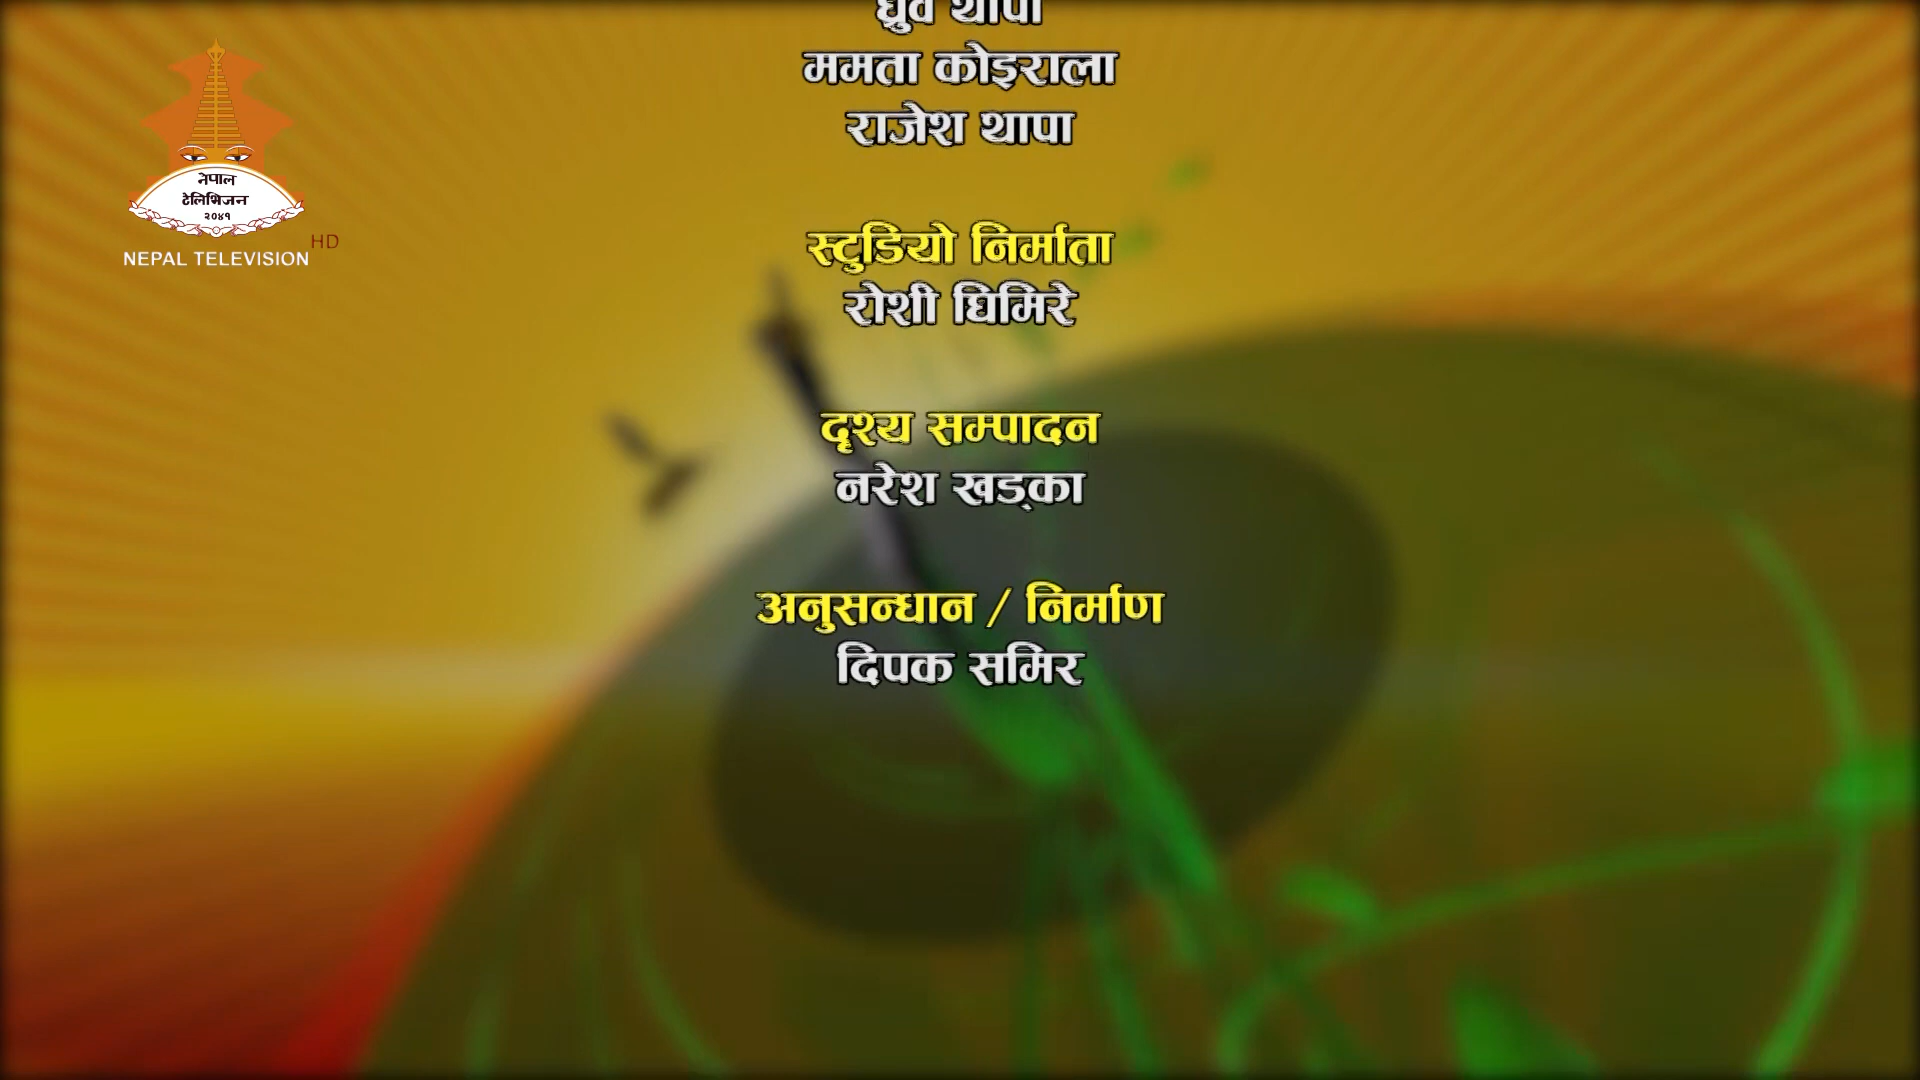 ध्रुव थापा
ममता कोइराला
राजेश थापा
नेपाल
टेलिभिजन
२०४१
NEPAL TELEVISION HD
स्टुडियो निर्माता
रोशी घिमिरे
दृश्य सम्पादन
नरेश खड्का
अनुसन्धान / निर्माण
दिपक समिर